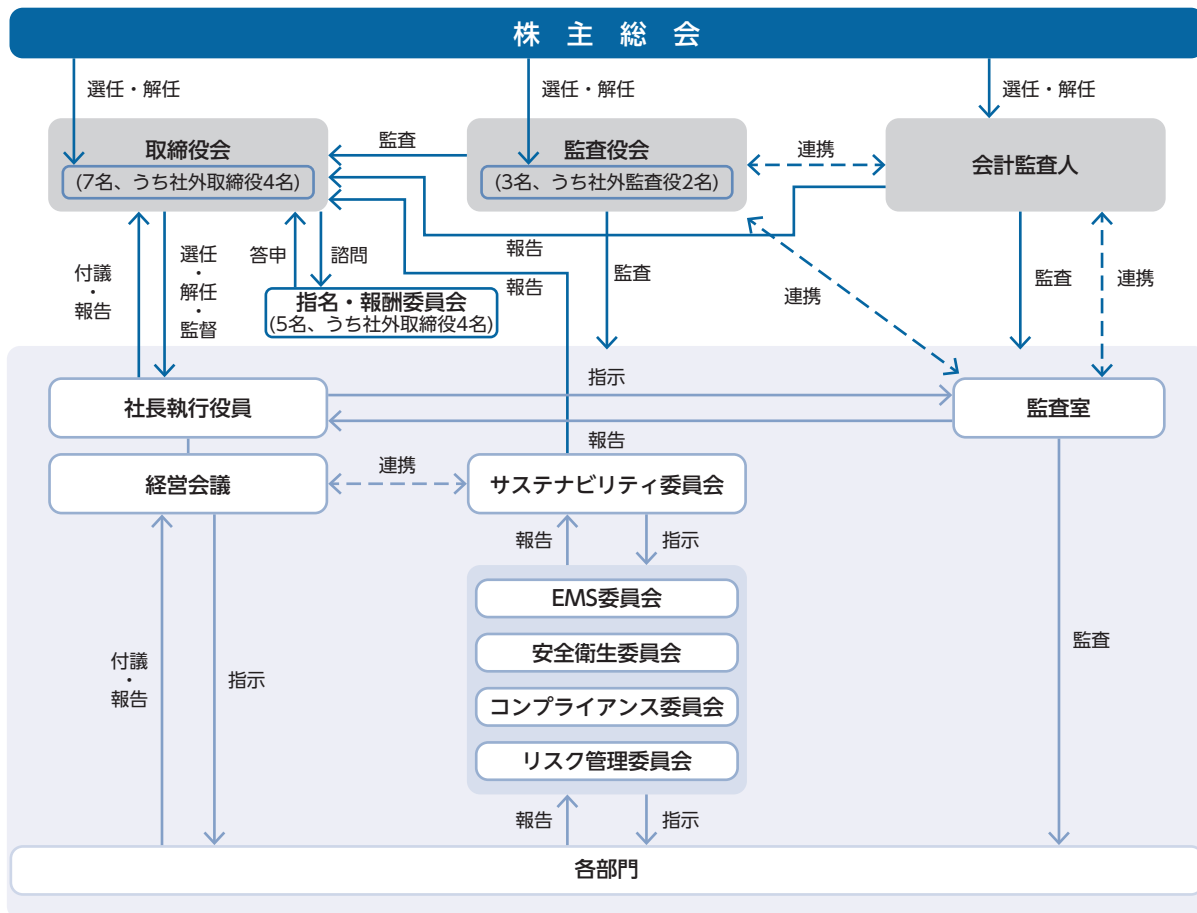 株主総会
選任・解任
選任・解任
選任・解任
取締役会
(7名、うち社外取締役4名)
監査
監査役会
(3名、うち社外監査役2名)
連携
会計監査人
付議・報告
選任・解任・監督
答申
諮問
報告
報告
監査
連携
監査
連携
指名・報酬委員会
(5名、うち社外取締役4名)
社長執行役員
指示
報告
監査室
経営会議
連携
サステナビリティ委員会
報告
指示
EMS委員会
安全衛生委員会
コンプライアンス委員会
リスク管理委員会
付議・報告
指示
監査
報告
指示
各部門